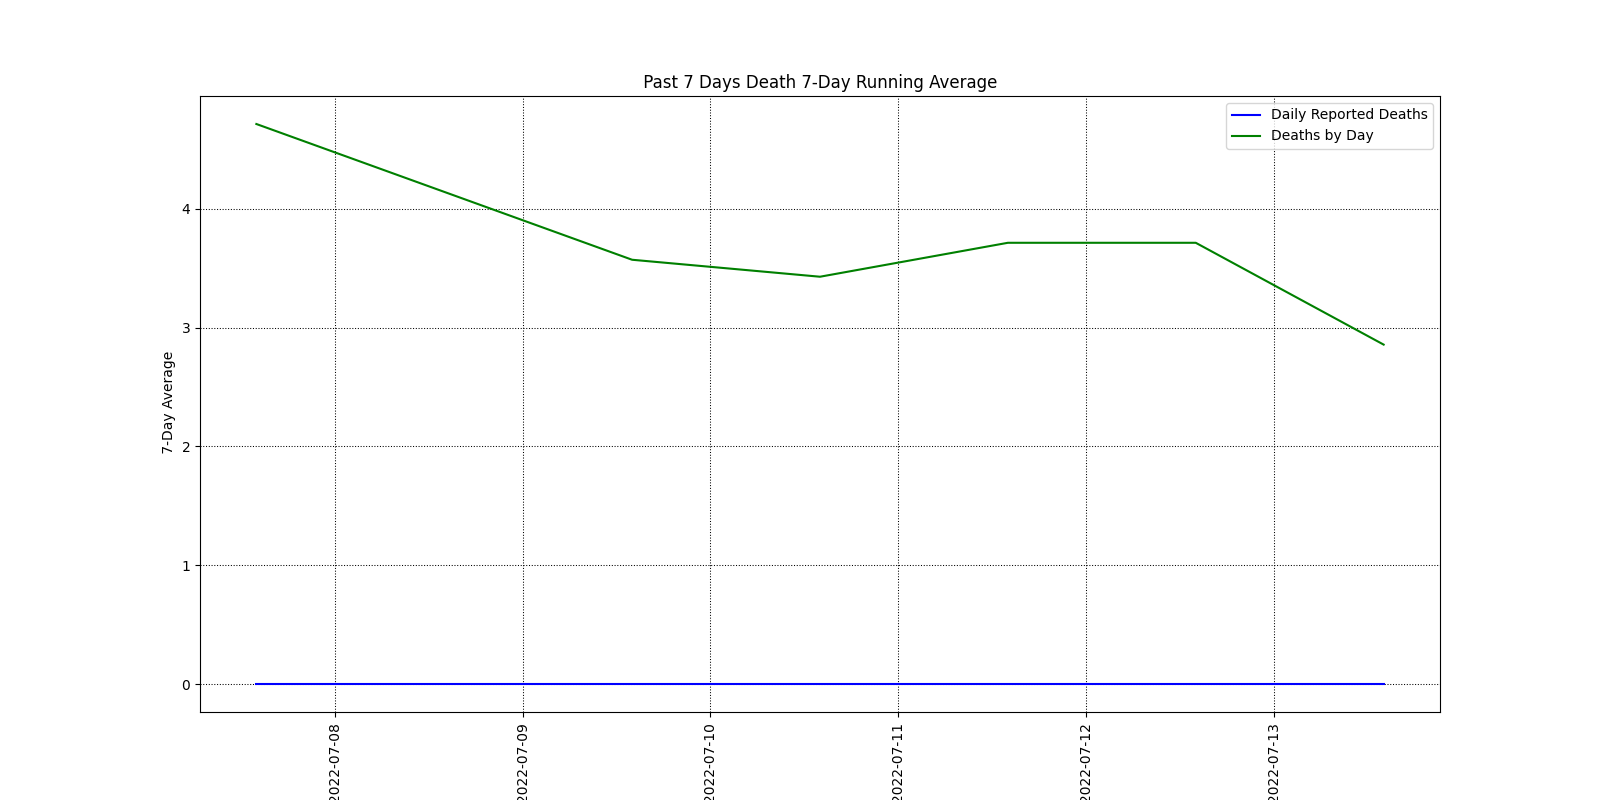 Past 7 Days Death 7-Day Running Average
Daily Reported Deaths
Deaths by Day
7-Day Average
4
3
2
1
0
2022-07-08
2022-07-09
2022-07-10
2022-07-11
2022-07-12
2022-07-13